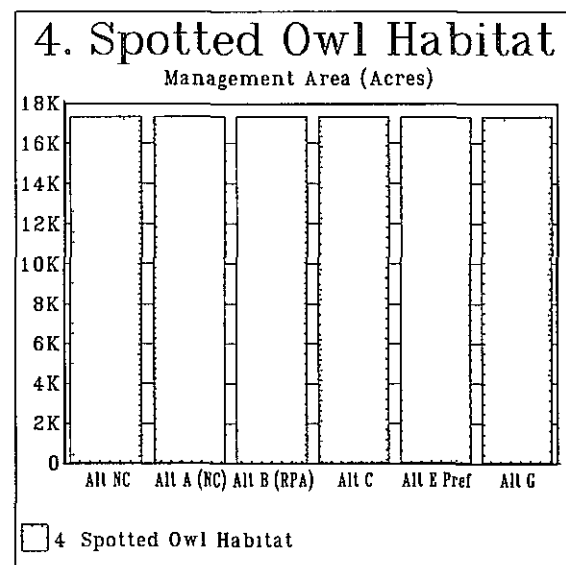 4. Spotted Owl Habitat
Management Area (Acres)
18K
16K
14K
12K
10K
8K
6K
4K
2K
0
Alt NC Alt A (NC) Alt B (RPA) Alt C Alt E Pref Alt G
4 Spotted Owl Habitat